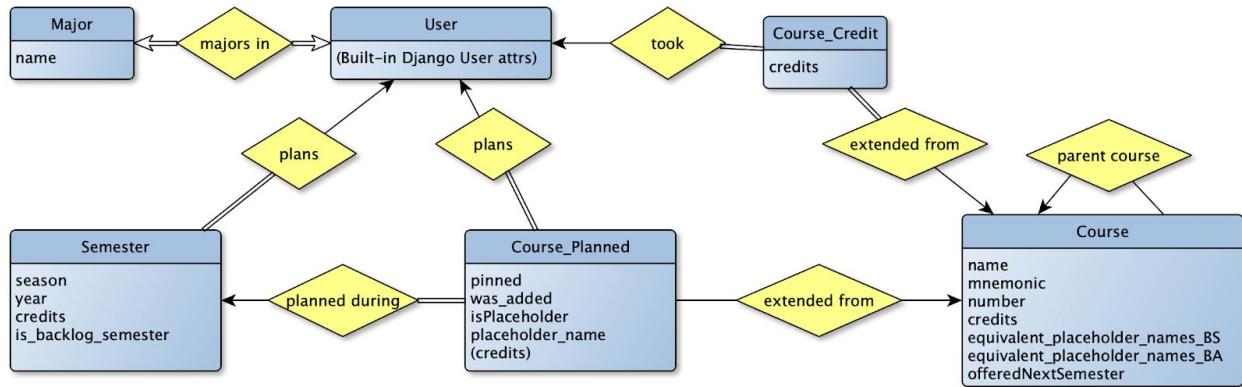 Major
name
majors in
User
(Built-in Django User attrs)
took
Course_Credit
credits
plans
plans
extended from
parent course
Semester
season
year
credits
is_backlog_semester
planned during
Course_Planned
pinned
was_added
isPlaceholder
placeholder_name
(credits)
extended from
Course
name
mnemonic
number
credits
equivalent_placeholder_names_BS
equivalent_placeholder_names_BA
offeredNextSemester